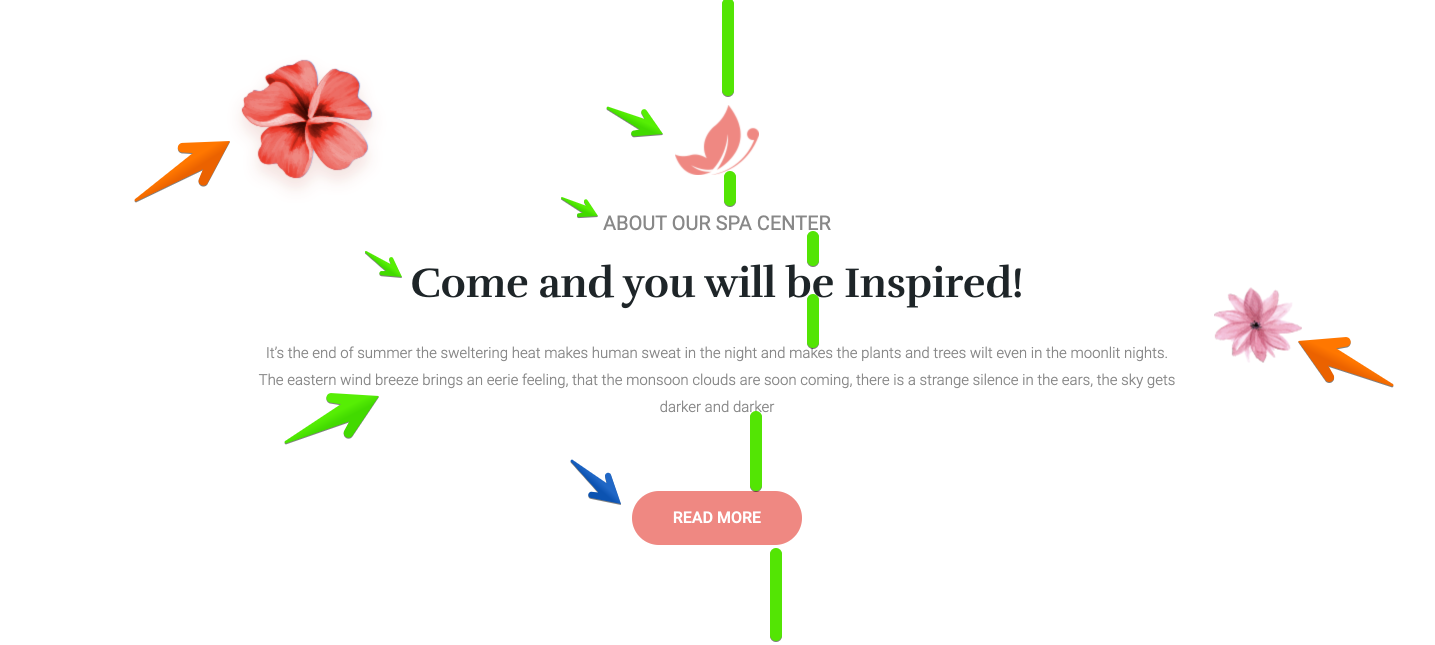 ABOUT OUR SPA CENTER
Come and you will be Inspired!
It's the end of summer the sweltering heat makes human sweat in the night and makes the plants and trees wilt even in the moonlit nights.
The eastern wind breeze brings an eerie feeling, that the monsoon clouds are soon coming, there is a strange silence in the ears, the sky gets
darker and darker
READ MORE